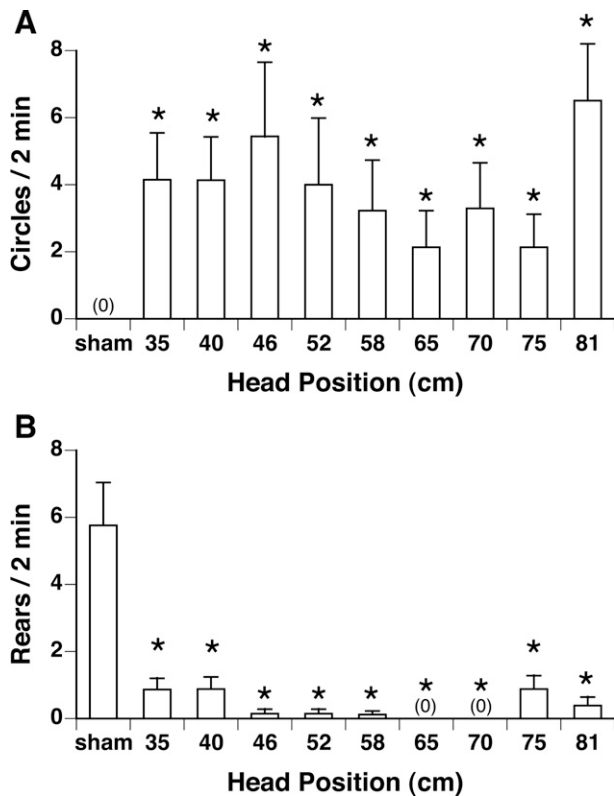 A
8
6
4
2
0
Circles / 2 min
* * * * * * * * *
(0)
sham 35 40 46 52 58 65 70 75 81
Head Position (cm)
B
8
6
4
2
0
Rears / 2 min
* * * * * * * * *
(0) (0)
sham 35 40 46 52 58 65 70 75 81
Head Position (cm)